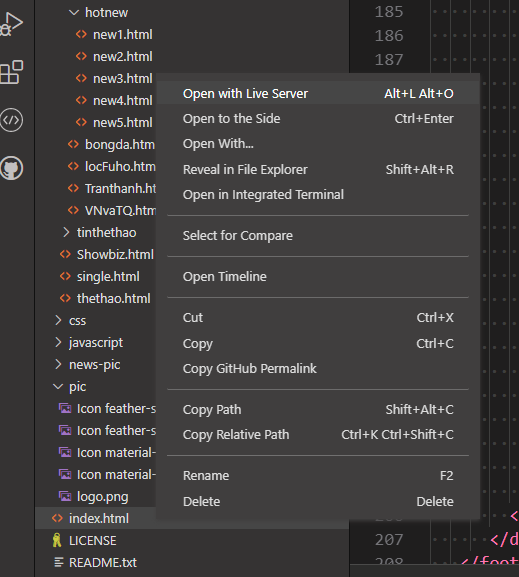 hotnew
185
new1.html
186
new2.html
187
new3.html
new4.html
new5.html
bongda.htm
locFuho.htm
Tranthanh.ht
VNvaTQ.htm
tinthethao
Showbiz.html
single.html
thethao.html
css
javascript
news-pic
pic
Icon feather-s
Icon feather-s
Icon material-
Icon material-
logo.png
index.html
LICENSE
README.txt
Open with Live Server Alt+L Alt+O
Open to the Side Ctrl+Enter
Open With...
Reveal in File Explorer Shift+Alt+R
Open in Integrated Terminal
Select for Compare
Open Timeline
Cut Ctrl+X
Copy Ctrl+C
Copy GitHub Permalink
Copy Path Shift+Alt+C
Copy Relative Path Ctrl+K Ctrl+Shift+C
Rename F2
Delete Delete
<
207 </d
208 </foot